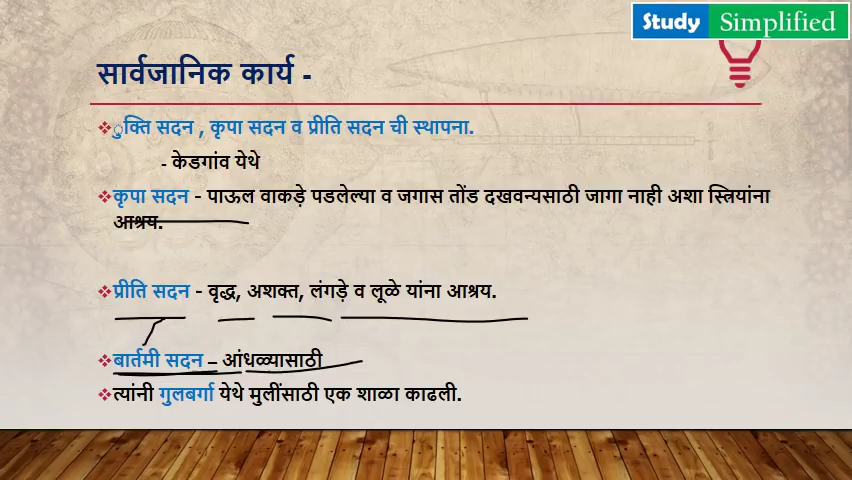 Study Simplified
सार्वजानिक कार्य -
ुक्ति सदन , कृपा सदन व प्रीति सदन ची स्थापना.
- केडगांव येथे
कृपा सदन - पाऊल वाकड़े पडलेल्या व जगास तोंड दखवन्यसाठी जागा नाही अशा स्त्रियांना
आश्रय.
प्रीति सदन - वृद्ध, अशक्त, लंगड़े व लूळे यांना आश्रय.
बार्तमी सदन – आंधळ्यासाठी
त्यांनी गुलबर्गा येथे मुलींसाठी एक शाळा काढली.